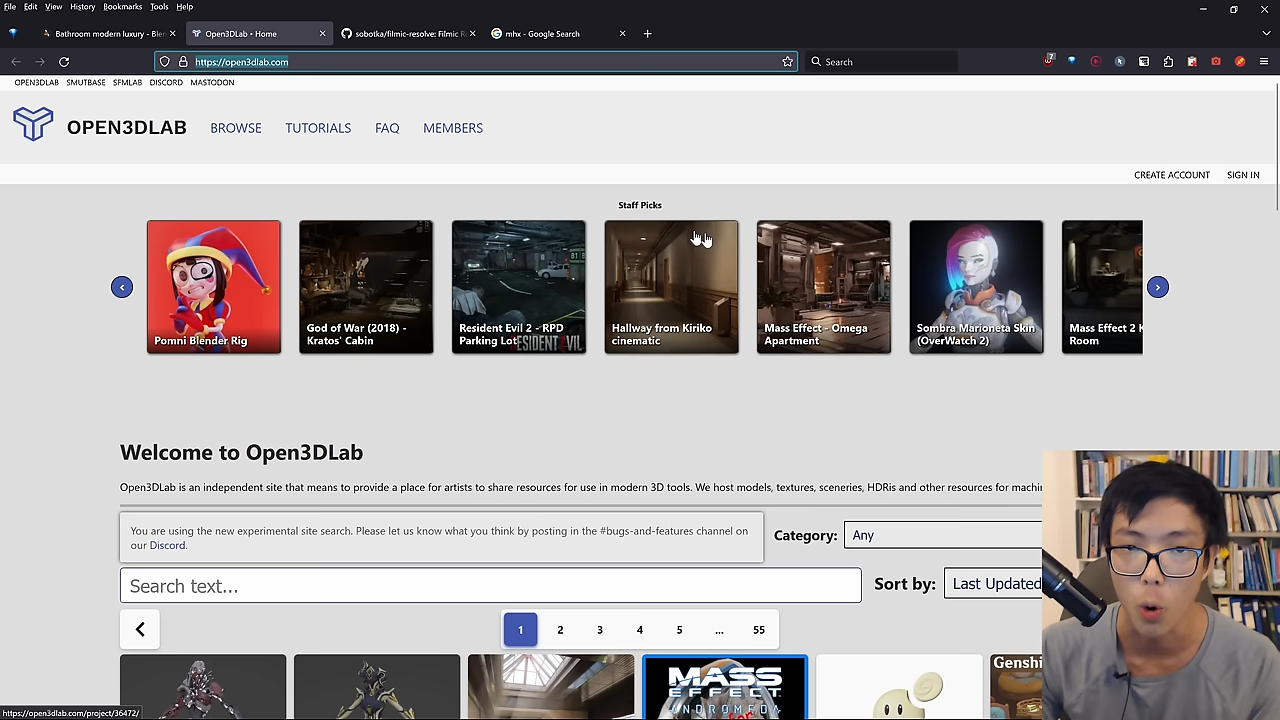 File Edit View History Bookmarks Tools Help
Bathroom modern luxury - Blen
Open3DLab • Home
sobotka/filmic-resolve: Filmic R
mhx - Google Search
https://open3dlab.com
Search
OPEN3DLAB SMUTBASE SFMLAB DISCORD MASTODON
OPEN3DLAB BROWSE TUTORIALS FAQ MEMBERS
CREATE ACCOUNT SIGN IN
Staff Picks
Pomni Blender Rig
God of War (2018) -
Kratos' Cabin
Resident Evil 2 - RPD
Parking Lot
RESIDENT EVIL
Hallway from Kiriko
cinematic
Mass Effect - Omega
Apartment
Sombra Marioneta Skin
(OverWatch 2)
Mass Effect 2 K
Room
Welcome to Open3DLab
Open3DLab is an independent site that means to provide a place for artists to share resources for use in modern 3D tools. We host models, textures, sceneries, HDRis and other resources for machin
You are using the new experimental site search. Please let us know what you think by posting in the #bugs-and-features channel on
our Discord.
Category: Any
Search text...
Sort by: Last Updated
1 2 3 4 5 ... 55
MASS
EFFECT
ANDROMEDA
Genshi
https://open3dlab.com/project/36472/